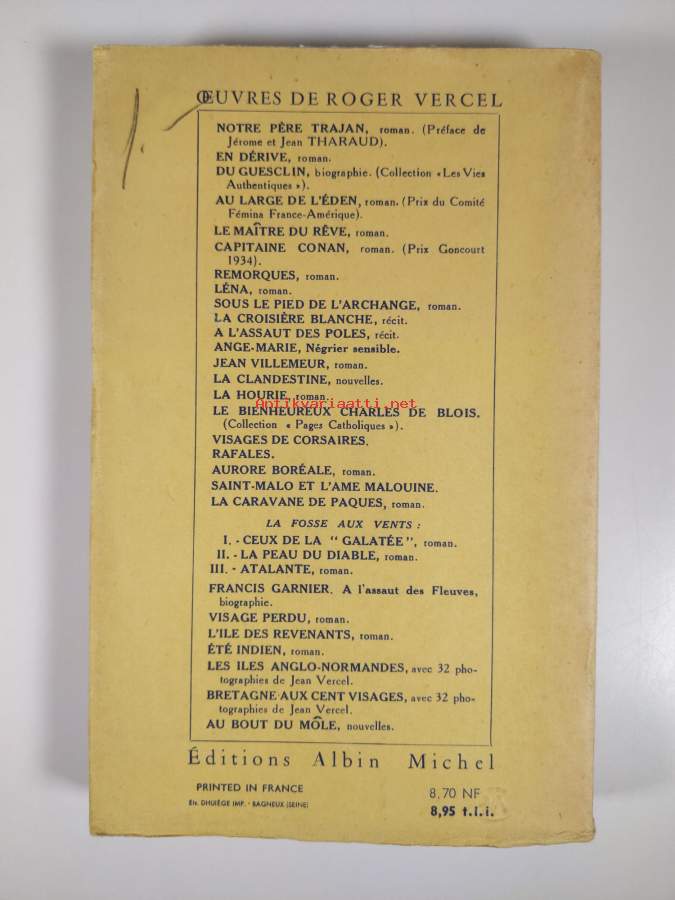 ŒUVRES DE ROGER VERCEL
NOTRE PÈRE TRAJAN, roman. (Préface de
Jérome et Jean THARAUD).
EN DÉRIVE, roman.
DU GUESCLIN, biographie. (Collection «Les Vies
Authentiques »).
AU LARGE DE L'ÉDEN, roman. (Prix du Comité
Fémina France-Amérique).
LE MAÎTRE DU RÊVE, roman.
CAPITAINE CONAN, roman. (Prix Goncourt
1934).
REMORQUES, roman.
LÉNA, roman.
SOUS LE PIED DE L'ARCHANGE, roman.
LA CROISIÈRE BLANCHE, récit.
A L'ASSAUT DES POLES, récit.
ANGE-MARIE, Négrier sensible.
JEAN VILLEMEUR, roman.
LA CLANDESTINE, nouvelles.
LA HOURIE, roman.
Antikvariaatti.net
LE BIENHEUREUX CHARLES DE BLOIS.
(Collection « Pages Catholiques »).
VISAGES DE CORSAIRES.
RAFALES.
AURORE BORÉALE, roman.
SAINT-MALO ET L'AME MALOUINE.
LA CARAVANE DE PAQUES, roman.
LA FOSSE AUX VENTS :
I. - CEUX DE LA " GALATÉE ", roman.
II. - LA PEAU DU DIABLE, roman.
III. - ATALANTE, roman.
FRANCIS GARNIER. A l'assaut des Fleuves,
biographie.
VISAGE PERDU, roman.
L'ILE DES REVENANTS, roman.
ÉTÉ INDIEN, roman.
LES ILES ANGLO-NORMANDES, avec 32 pho-
tographies de Jean Vercel.
BRETAGNE AUX CENT VISAGES, avec 32 pho-
tographies de Jean Vercel.
AU BOUT DU MÔLE, nouvelles.
Éditions Albin Michel
PRINTED IN FRANCE
Ets. DHUIÈGE IMP. - BAGNEUX (SEINE)
8,70 NF
8,95 t.l.i.